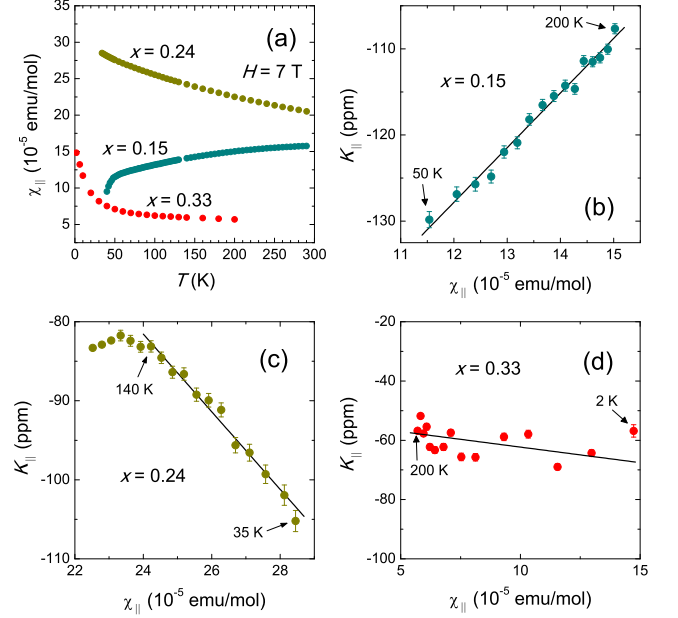 35
30
25
20
15
10
5
0 50 100 150 200 250 300
χ|| (10-5 emu/mol)
T (K)
(a)
x = 0.24
H = 7 T
x = 0.15
x = 0.33
-110
-120
-130
11 12 13 14 15
K|| (ppm)
χ|| (10-5 emu/mol)
200 K
x = 0.15
50 K
(b)
-80
-90
-100
-110
22 24 26 28
K|| (ppm)
χ|| (10-5 emu/mol)
(c)
140 K
x = 0.24
35 K
-20
-40
-60
-80
-100
5 10 15
K|| (ppm)
χ|| (10-5 emu/mol)
(d)
x = 0.33
2 K
200 K